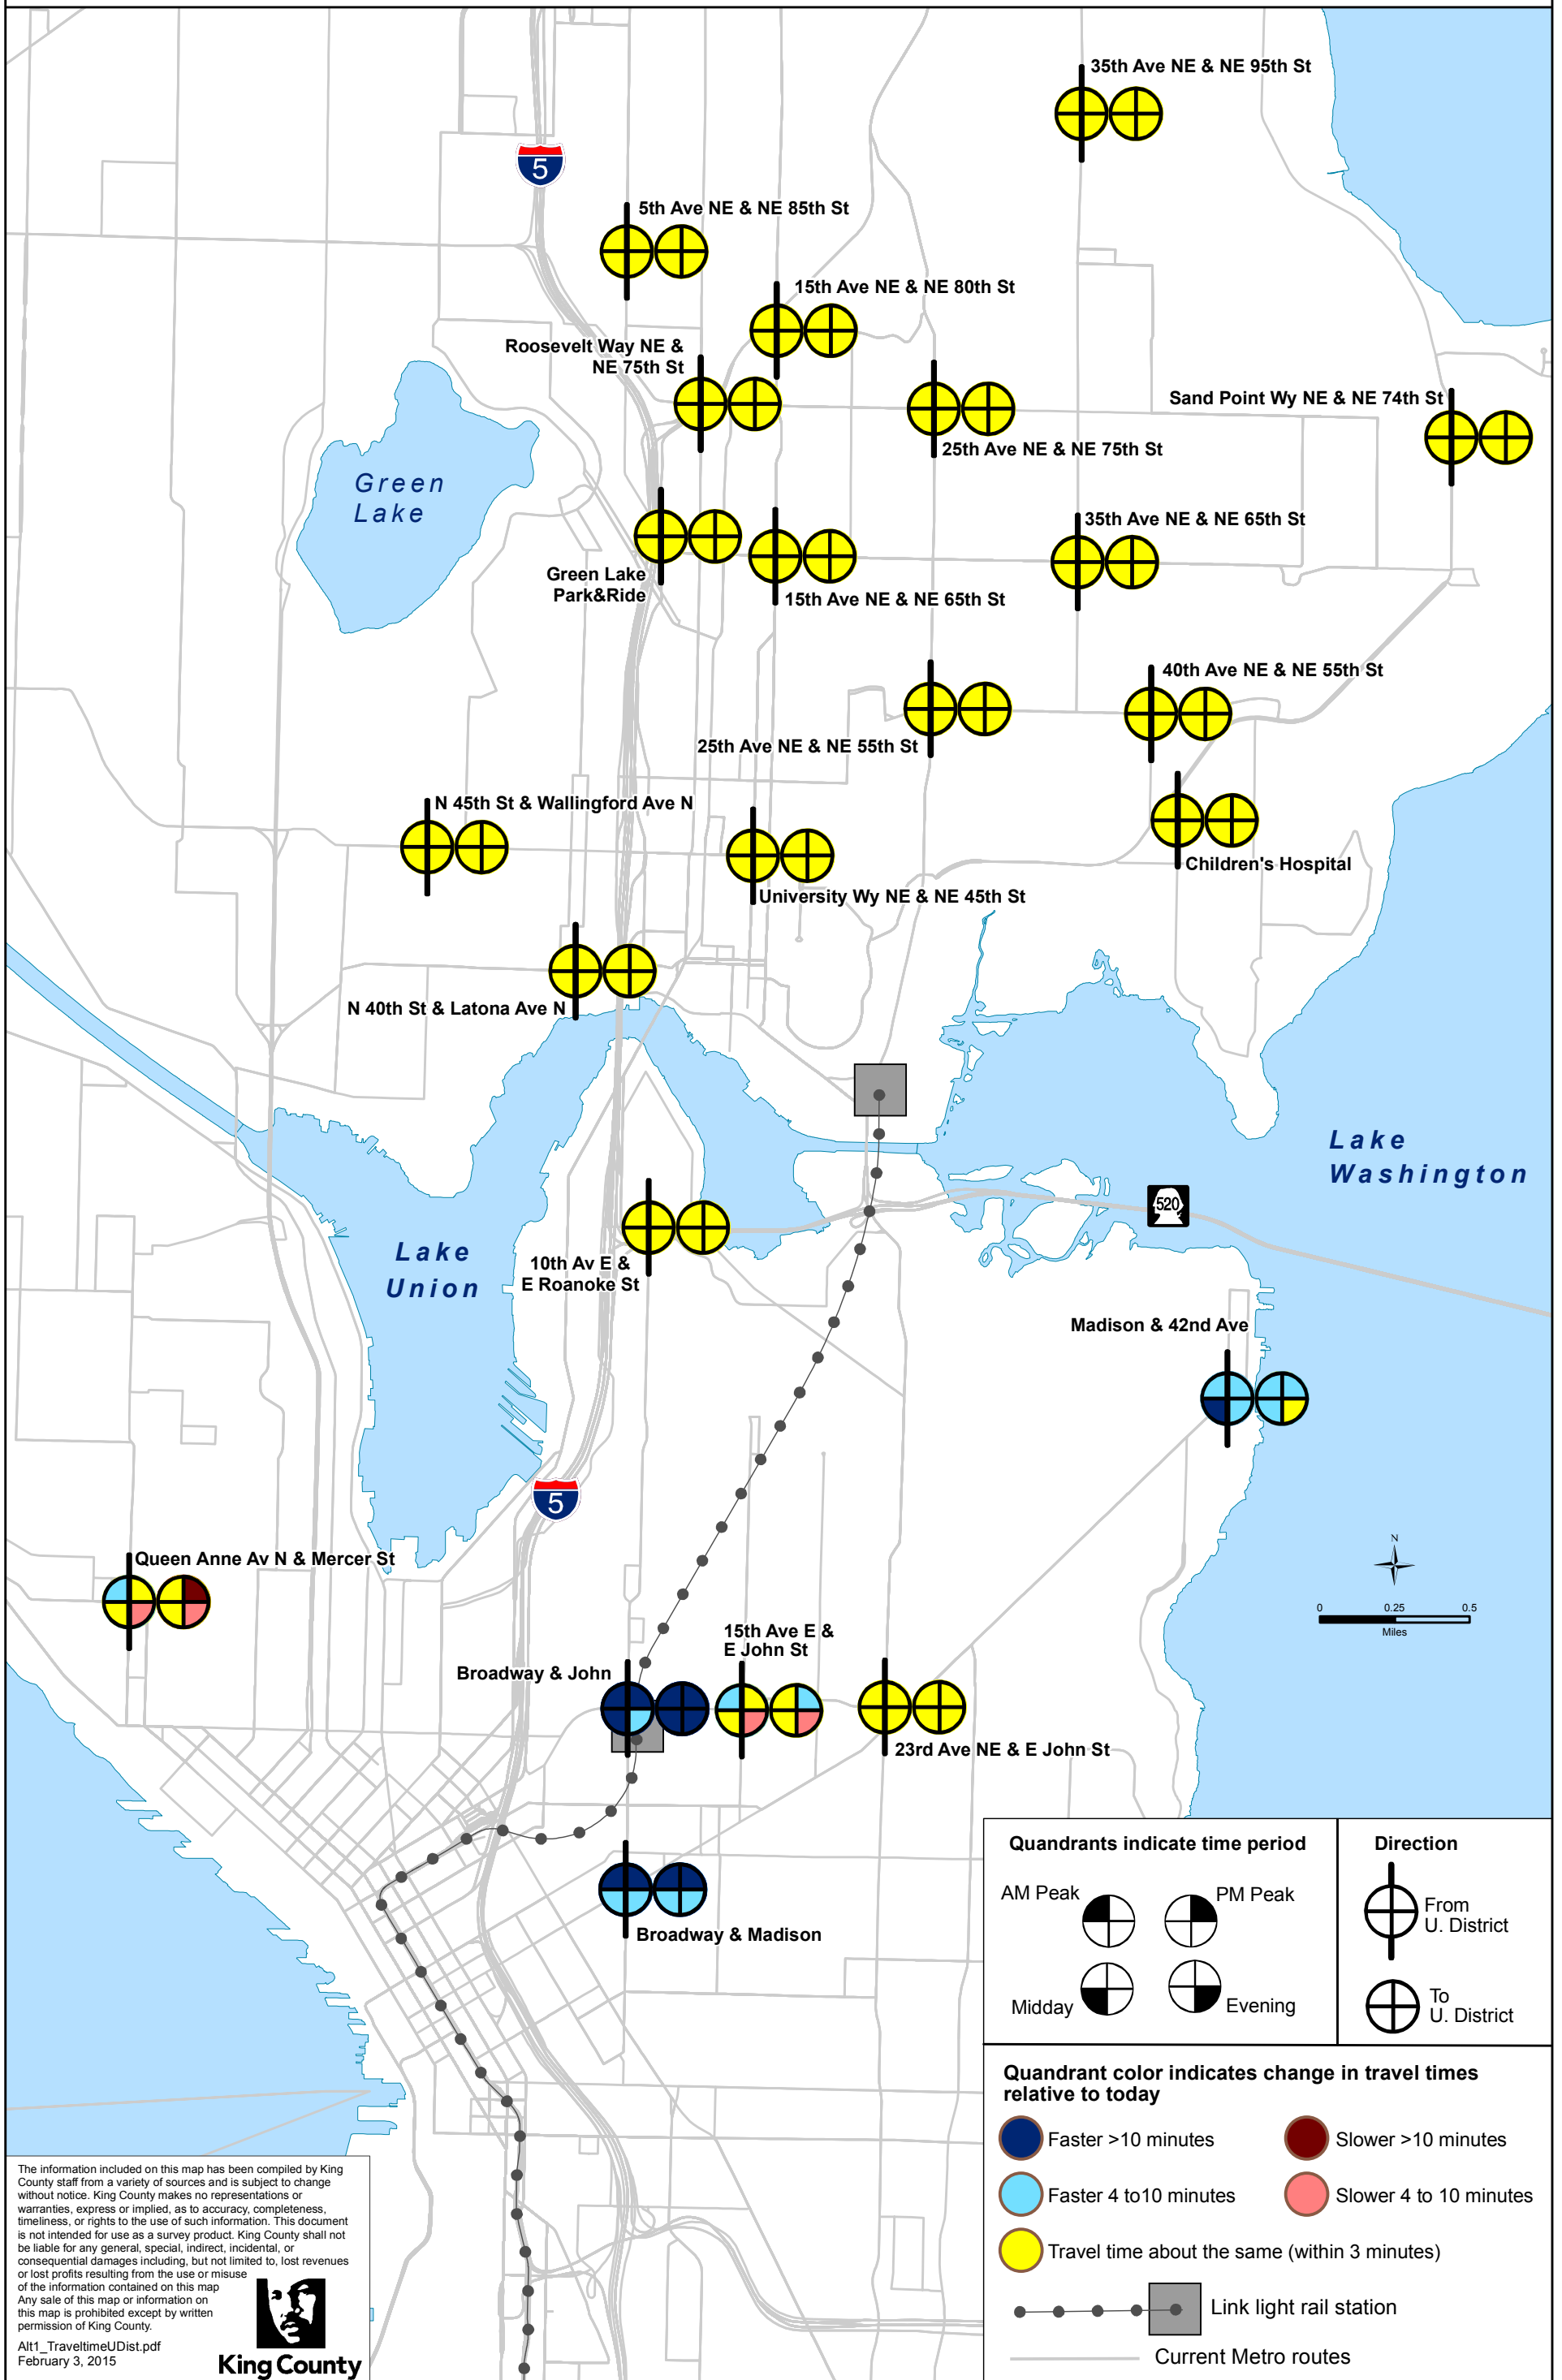 35th Ave NE & NE 95th St
5
5th Ave NE & NE 85th St
15th Ave NE & NE 80th St
Roosevelt Way NE &
NE 75th St
Sand Point Wy NE & NE 74th St
25th Ave NE & NE 75th St
Green
Lake
35th Ave NE & NE 65th St
Green Lake
Park&Ride
15th Ave NE & NE 65th St
40th Ave NE & NE 55th St
25th Ave NE & NE 55th St
N 45th St & Wallingford Ave N
Children's Hospital
University Wy NE & NE 45th St
N 40th St & Latona Ave N
Lake
Washington
520
Lake
Union
10th Av E &
E Roanoke St
Madison & 42nd Ave
5
N
Queen Anne Av N & Mercer St
0 0.25 0.5
Miles
15th Ave E &
E John St
Broadway & John
23rd Ave NE & E John St
Broadway & Madison
Quandrants indicate time period
AM Peak
PM Peak
Midday
Evening
Direction
From
U. District
To
U. District
Quandrant color indicates change in travel times
relative to today
Faster >10 minutes
Slower >10 minutes
Faster 4 to10 minutes
Slower 4 to 10 minutes
Travel time about the same (within 3 minutes)
Link light rail station
Current Metro routes
The information included on this map has been compiled by King
County staff from a variety of sources and is subject to change
without notice. King County makes no representations or
warranties, express or implied, as to accuracy, completeness,
timeliness, or rights to the use of such information. This document
is not intended for use as a survey product. King County shall not
be liable for any general, special, indirect, incidental, or
consequential damages including, but not limited to, lost revenues
or lost profits resulting from the use or misuse
of the information contained on this map
Any sale of this map or information on
this map is prohibited except by written
permission of King County.
Alt1_TraveltimeUDist.pdf
February 3, 2015
King County